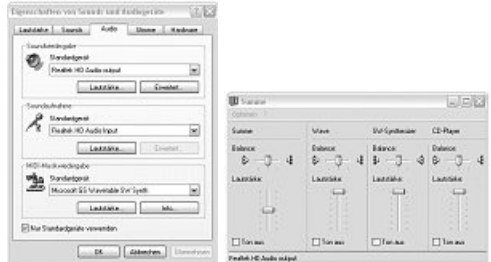 Eigenschaften von Sounds und Audiogeräte
Lautstärke Sounds Audio Stimme Hardware
Soundwiedergabe
Standardgerät:
Realtek HD Audio output
Lautstärke... Erweitert...
Soundaufnahme
Standardgerät:
Realtek HD Audio Input
Lautstärke... Erweitert...
MIDI-Musikwiedergabe
Standardgerät:
Microsoft GS Wavetable SW Synth
Lautstärke... Info...
Nur Standardgeräte verwenden
OK Abbrechen Übernehmen
Summe
Optionen ?
Summe Wave SW-Synthesizer CD-Player
Balance: Balance: Balance: Balance:
Lautstärke: Lautstärke: Lautstärke: Lautstärke:
Ton aus Ton aus Ton aus Ton aus
Realtek HD Audio output